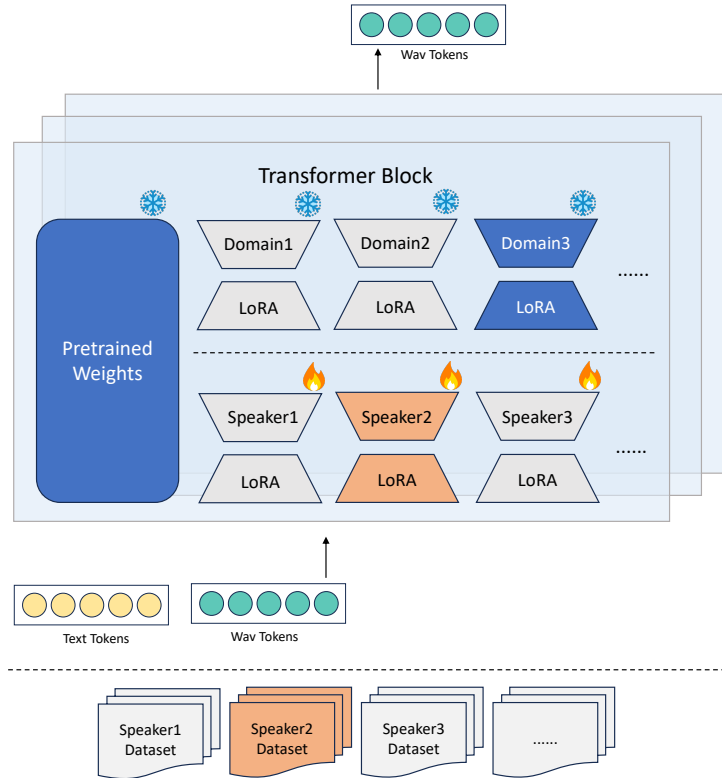 Wav Tokens
Transformer Block
Domain1
Domain2
Domain3
......
LoRA
LoRA
LoRA
Pretrained
Weights
Speaker1
Speaker2
Speaker3
......
LoRA
LoRA
LoRA
Text Tokens
Wav Tokens
Speaker1
Dataset
Speaker2
Dataset
Speaker3
Dataset
......